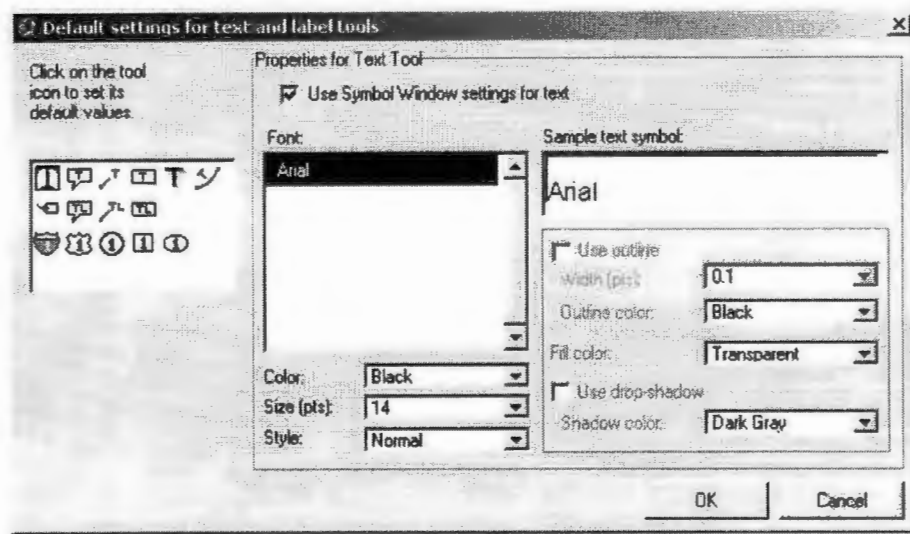 Default settings for text and label tools
Click on the tool
icon to set its
default values.
Properties for Text Tool
Use Symbol Window settings for text
Font:
Arial
Color:
Black
Size (pts):
14
Style:
Normal
Sample text symbol:
Arial
Use outline
Width (pts):
0.1
Outline color:
Black
Fill color:
Transparent
Use drop-shadow
Shadow color:
Dark Gray
OK
Cancel